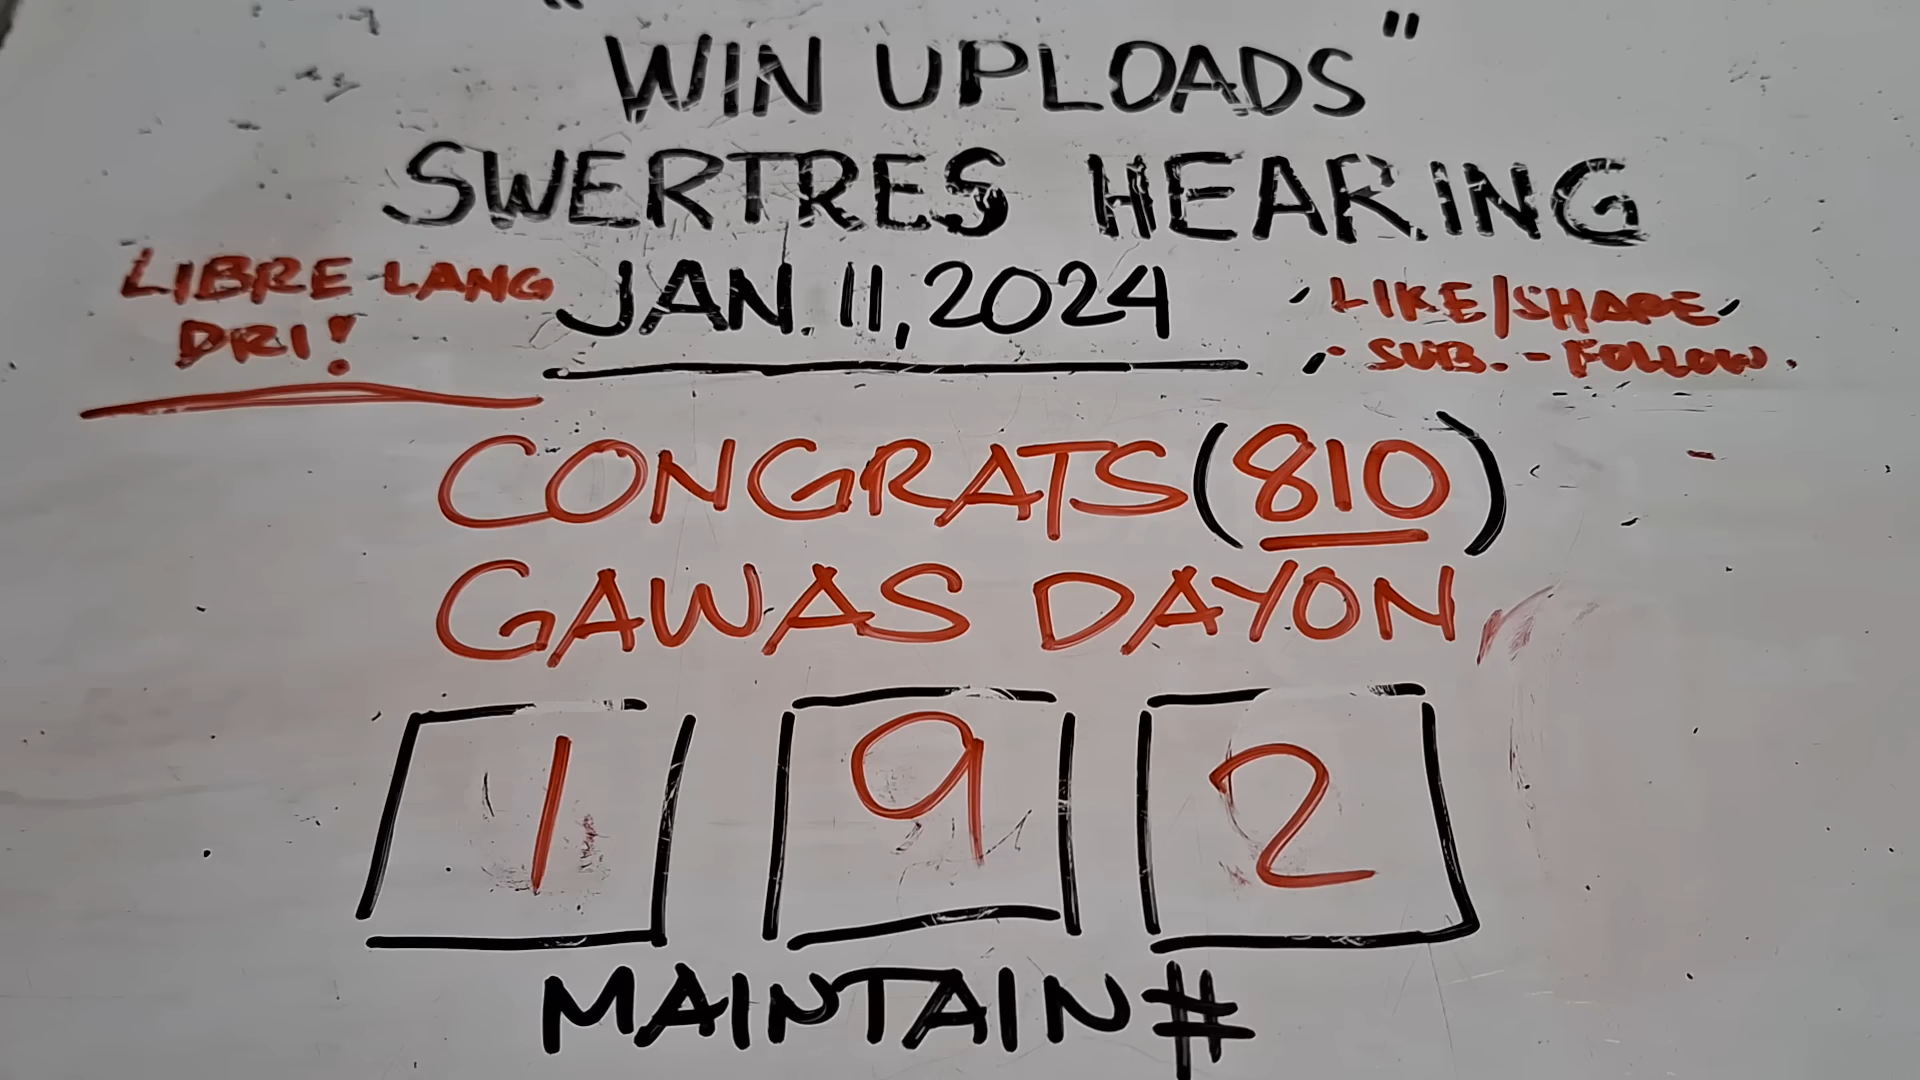 "WIN UPLOADS"
SWERTRES HEARING
LIBRE LANG DRI!
JAN. 11, 2024
LIKE/SHARE
SUB. - FOLLOW.
CONGRATS (810)
GAWAS DAYON
1 9 2
MAINTAIN #